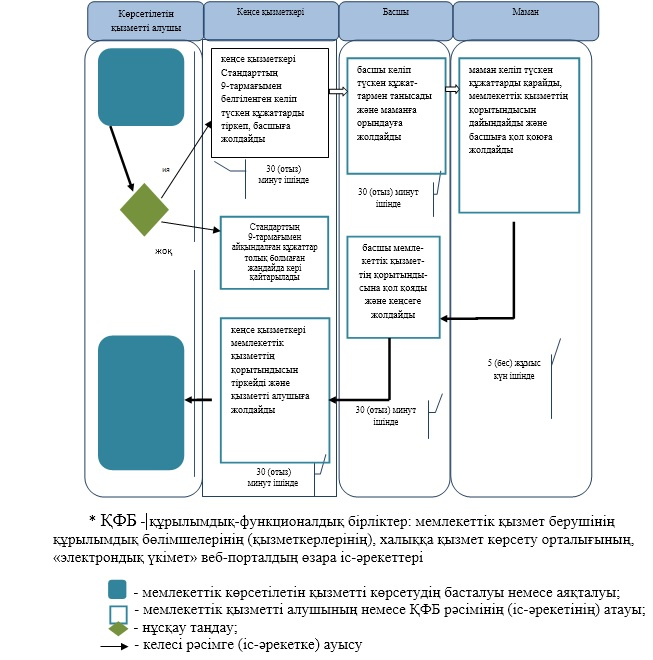 Көрсетілетін
қызметті алушы
Кеңсе қызметкері
Басшы
Маман
кеңсе қызметкері
Стандарттың
9-тармағымен
белгіленген келіп
түскен құжаттарды
тіркеп, басшыға
жолдайды
30 (отыз)
минут ішінде
басшы келіп
түскен құжат-
тармен танысады
және маманға
орындауға
жолдайды
30 (отыз) минут
ішінде
маман келіп түскен
құжаттарды қарайды,
мемлекеттік қызметтің
қорытындысын
дайындайды және
басшыға қол қоюға
жолдайды
ия
жоқ
Стандарттың
9-тармағымен
айқындалған құжаттар
толық болмаған
жағдайда кері
қайтарылады
басшы мемле-
кеттік қызмет-
тің қорытынды-
сына қол қояды
және кеңсеге
жолдайды
кеңсе қызметкері
мемлекеттік
қызметтің
қорытындысын
тіркейді және
қызметті алушыға
жолдайды
30 (отыз)
минут ішінде
30 (отыз) минут
ішінде
5 (бес) жұмыс
күн ішінде
* ҚФБ - құрылымдық-функционалдық бірліктер: мемлекеттік қызмет берушінің
құрылымдық бөлімшелерінің (қызметкерлерінің), халыққа қызмет көрсету орталығының,
«электрондық үкімет» веб-порталдың өзара іс-әрекеттері
- мемлекеттік көрсетілетін қызметті көрсетудің басталуы немесе аяқталуы;
- мемлекеттік қызметті алушының немесе ҚФБ рәсімінің (іс-әрекетінің) атауы;
- нұсқау таңдау;
- келесі рәсімге (іс-әрекетке) ауысу